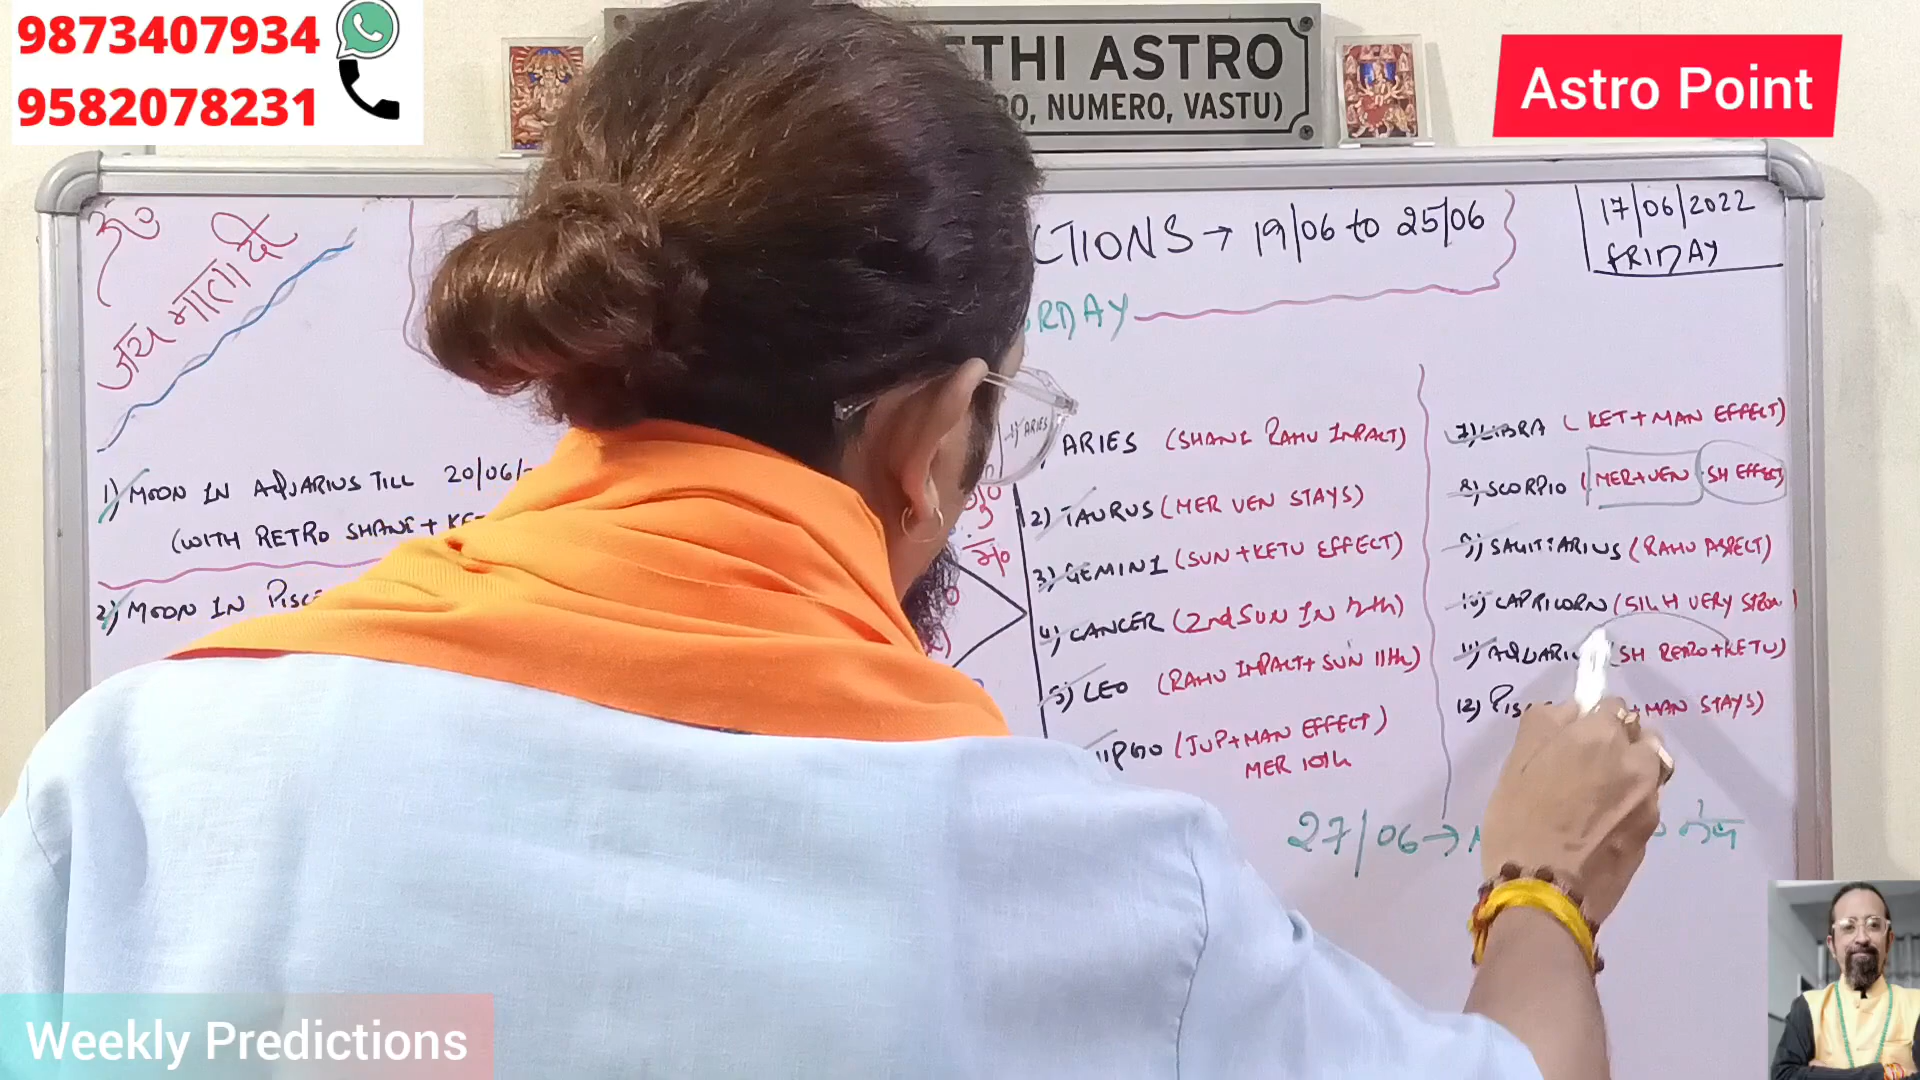 9873407934
9582078231
THI ASTRO
O, NUMERO, VASTU)
Astro Point
ॐ
जय माता दी
CTIONS → 19/06 to 25/06
17/06/2022
FRIDAY
RDAY
1) MOON IN AQUARIUS TILL 20/06/
(WITH RETRO SHANI + KE
2) MOON IN PISC
ARIES (SHANI RAHU IMPACT)
2) TAURUS (MER VEN STAYS)
3) GEMINI (SUN + KETU EFFECT)
4) CANCER (2nd SUN IN 12th)
5) LEO (RAHU IMPACT + SUN 11th)
(JUP + MAN EFFECT)
MER 10th
7) LIBRA (KET + MAN EFFECT)
8) SCORPIO (MER + VEN SH EFFECT)
9) SAGITTARIUS (RAHU ASPECT)
10) CAPRICORN (SILH VERY
11) AQUARIU (SH RETRO + KETU)
12) PISC + MAN STAYS)
27/06 →
Weekly Predictions